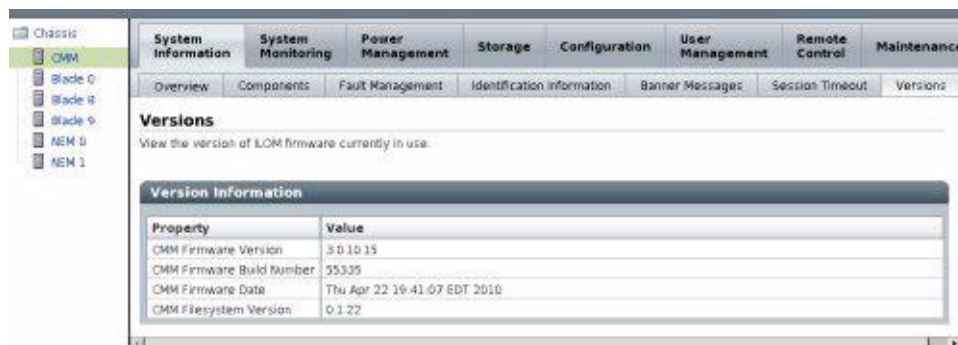 Chassis
CMM
Blade 0
Blade 8
Blade 9
NEM 0
NEM 1
System Information
System Monitoring
Power Management
Storage
Configuration
User Management
Remote Control
Maintenance
Overview
Components
Fault Management
Identification Information
Banner Messages
Session Timeout
Versions
Versions
View the version of ILOM firmware currently in use.
Version Information
Property Value
CMM Firmware Version 3.0.10.15
CMM Firmware Build Number 55335
CMM Firmware Date Thu Apr 22 19:41:07 EDT 2010
CMM Filesystem Version 0.1.22